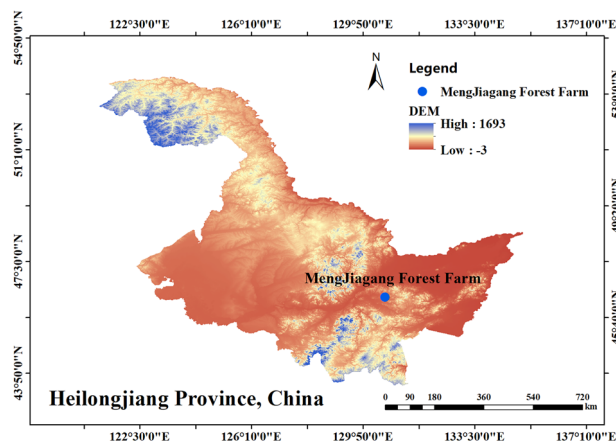 122°30'0"E 126°10'0"E 129°50'0"E 133°30'0"E 137°10'0"E
54°50'0"N
51°10'0"N
47°30'0"N
43°50'0"N
N
Legend
MengJiagang Forest Farm
DEM
High : 1693
Low : -3
MengJiagang Forest Farm
Heilongjiang Province, China
0 90 180 360 540 720
km
122°30'0"E 126°10'0"E 129°50'0"E 133°30'0"E 137°10'0"E